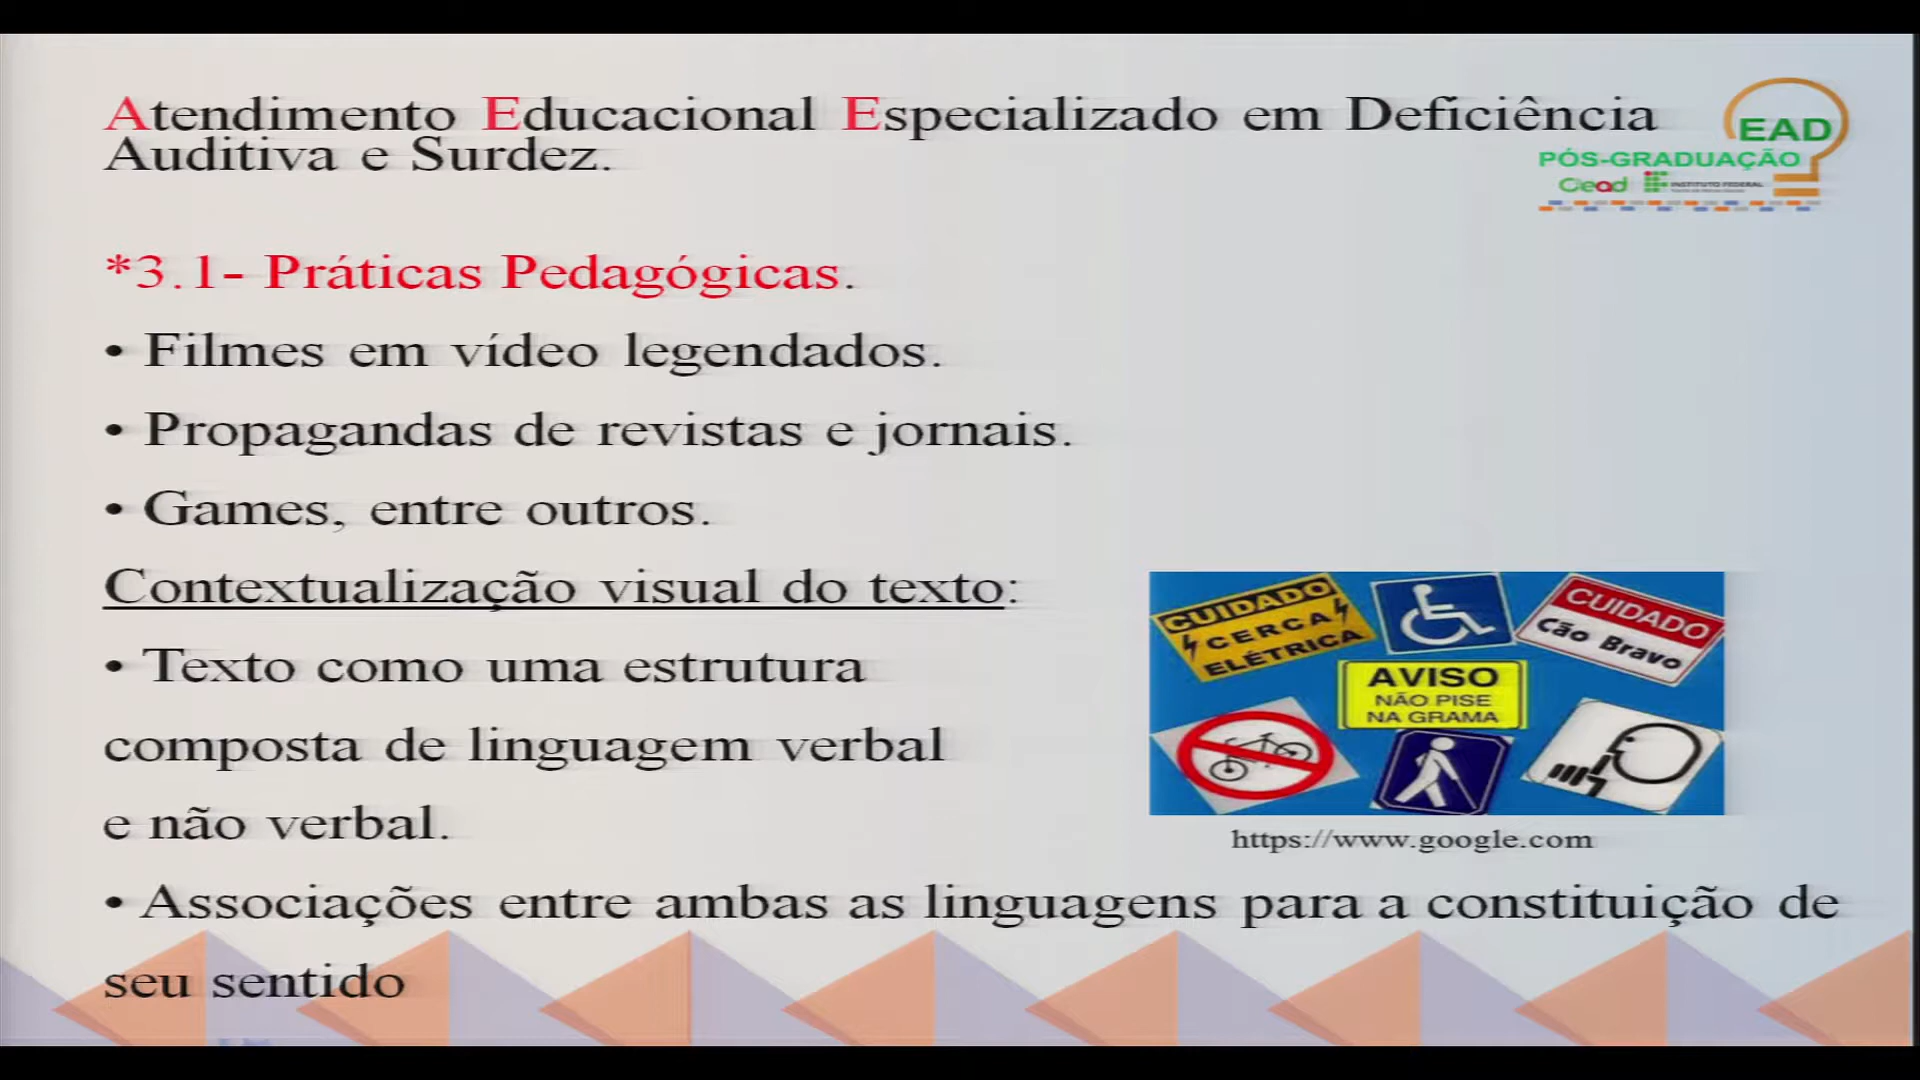 Atendimento Educacional Especializado em Deficiência
Auditiva e Surdez.
EAD
PÓS-GRADUAÇÃO
Cead
INSTITUTO FEDERAL
*3.1- Práticas Pedagógicas.
• Filmes em vídeo legendados.
• Propagandas de revistas e jornais.
• Games, entre outros.
Contextualização visual do texto:
• Texto como uma estrutura
composta de linguagem verbal
e não verbal.
CUIDADO
CERCA
ELÉTRICA
CUIDADO
Cão Bravo
AVISO
NÃO PISE
NA GRAMA
https://www.google.com
• Associações entre ambas as linguagens para a constituição de
seu sentido